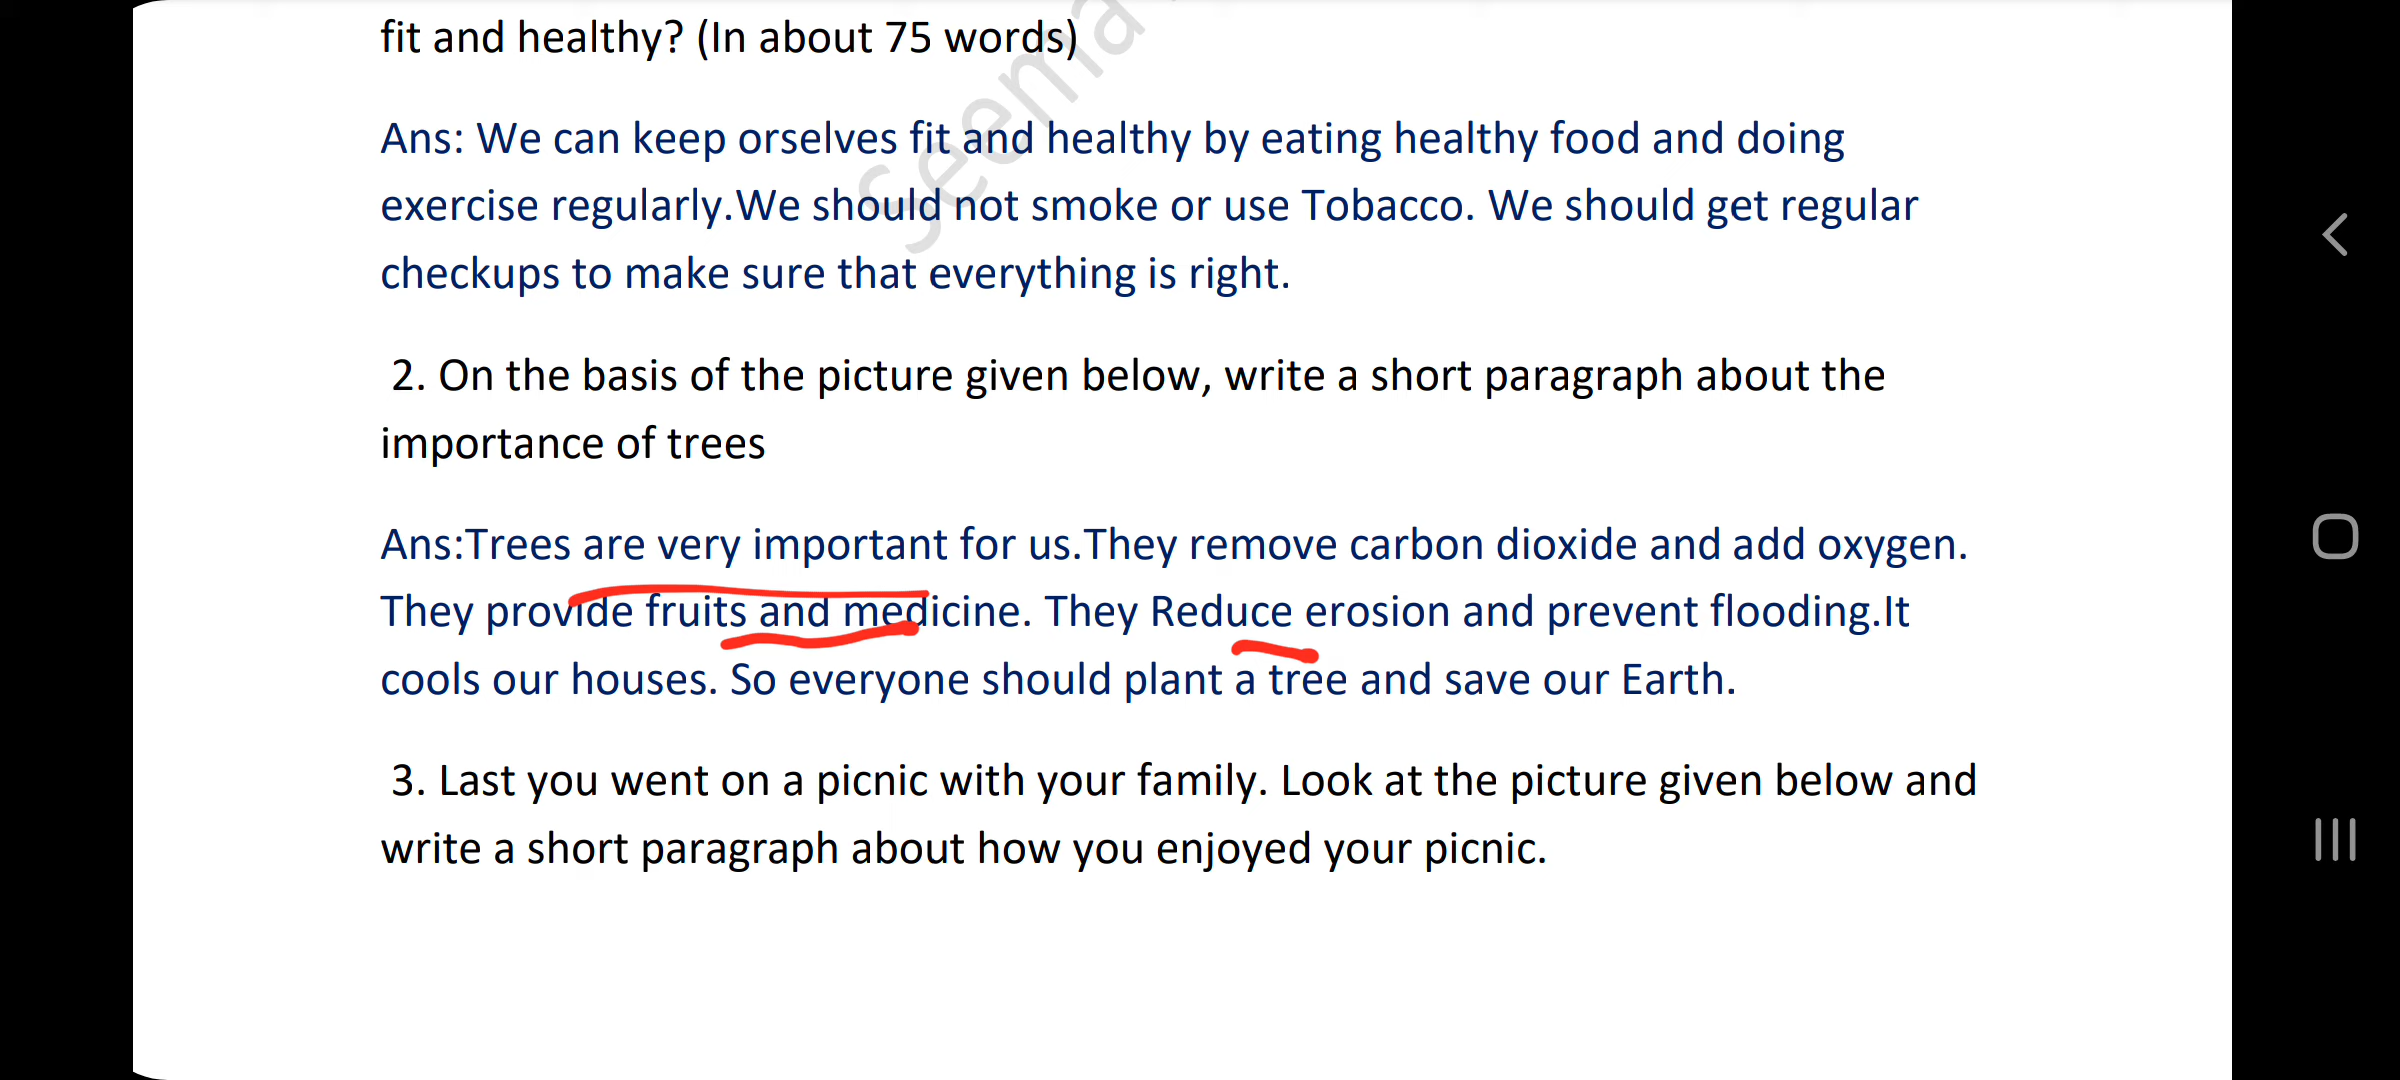 fit and healthy? (In about 75 words)
Seema
Ans: We can keep orselves fit and healthy by eating healthy food and doing
exercise regularly.We should not smoke or use Tobacco. We should get regular
checkups to make sure that everything is right.
2. On the basis of the picture given below, write a short paragraph about the
importance of trees
Ans:Trees are very important for us.They remove carbon dioxide and add oxygen.
They provide fruits and medicine. They Reduce erosion and prevent flooding.It
cools our houses. So everyone should plant a tree and save our Earth.
3. Last you went on a picnic with your family. Look at the picture given below and
write a short paragraph about how you enjoyed your picnic.